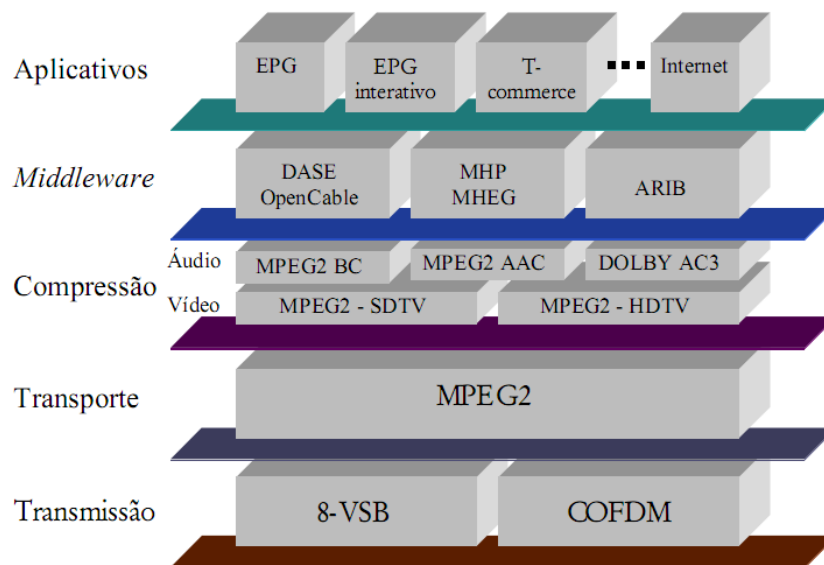 Aplicativos
EPG
EPG
interativo
T-
commerce
Internet
Middleware
DASE
OpenCable
MHP
MHEG
ARIB
Compressão
Áudio
MPEG2 BC
MPEG2 AAC
DOLBY AC3
Vídeo
MPEG2 - SDTV
MPEG2 - HDTV
Transporte
MPEG2
Transmissão
8-VSB
COFDM